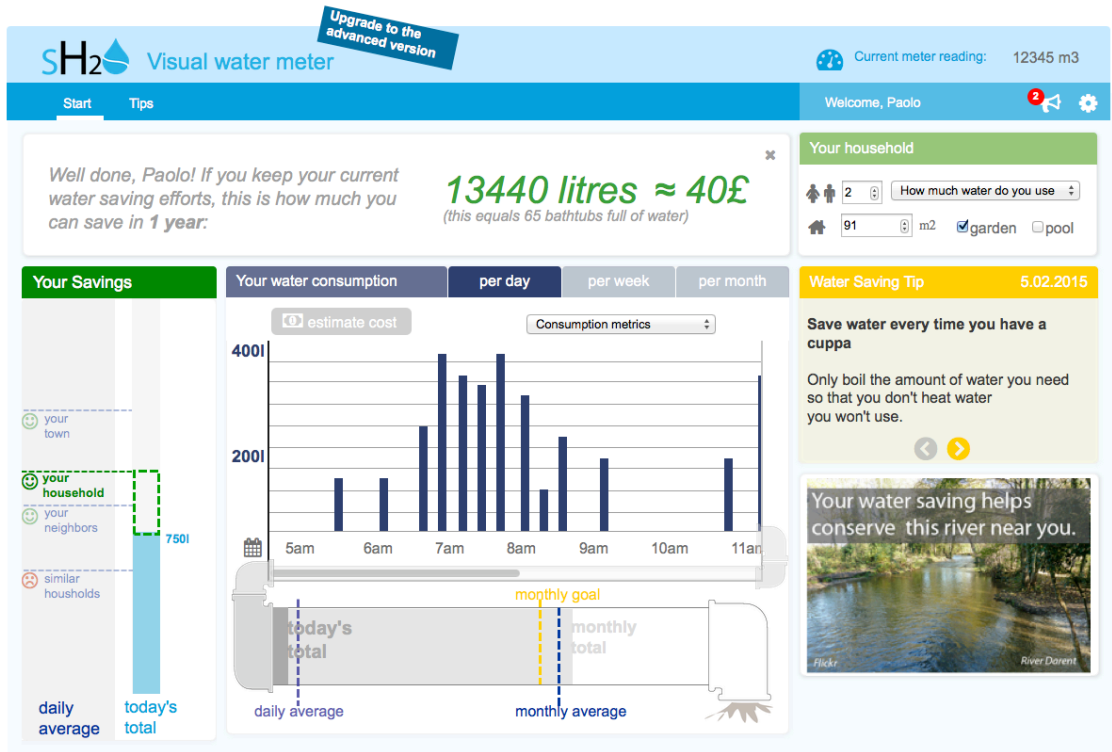 Upgrade to the
advanced version
SH2
Visual water meter
Current meter reading: 12345 m3
Start Tips
Welcome, Paolo
2
Well done, Paolo! If you keep your current
water saving efforts, this is how much you
can save in 1 year:
13440 litres ≈ 40£
(this equals 65 bathtubs full of water)
Your household
2 How much water do you use
91 m2 garden pool
Your Savings
your
town
your
household
your
neighbors
similar
housholds
750l
daily
average
today's
total
Your water consumption per day per week per month
estimate cost
Consumption metrics
400l
200l
5am 6am 7am 8am 9am 10am 11am
monthly goal
today's
total
monthly
total
daily average
monthly average
Water Saving Tip 5.02.2015
Save water every time you have a
cuppa
Only boil the amount of water you need
so that you don't heat water
you won't use.
Your water saving helps
conserve this river near you.
Flickr River Darent